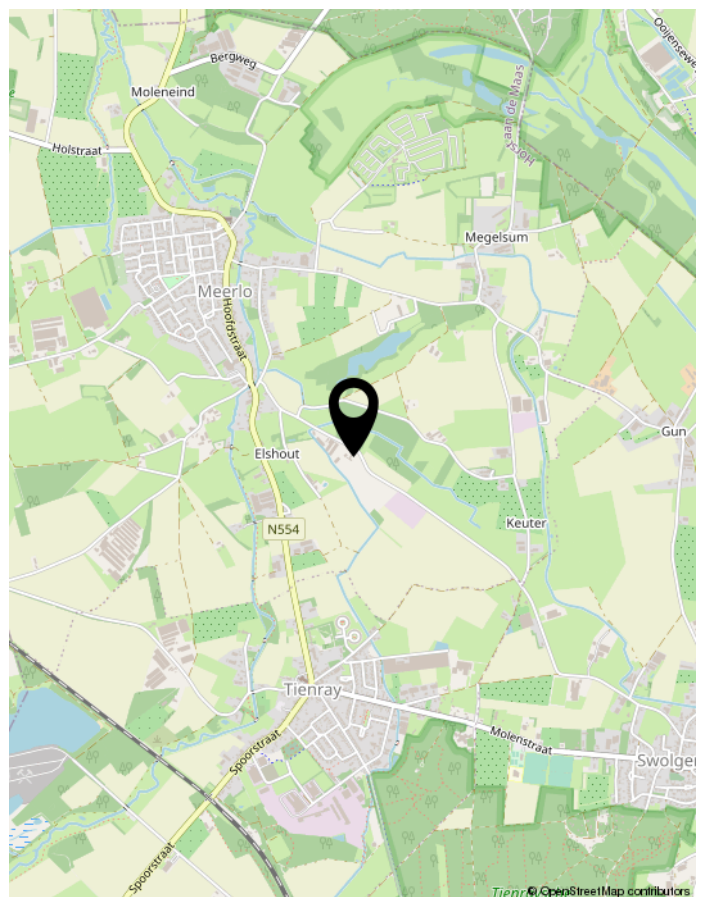 Ooijensewe
Bergweg
Moleneind
aan de Maas
Horst
Holstraat
Megelsum
Meerlo
Hoofdstraat
Gun
Elshout
Keuter
N554
Tienray
Molenstraat
Swolgen
Spoorstraat
Spoorstraat
© OpenStreetMap contributors